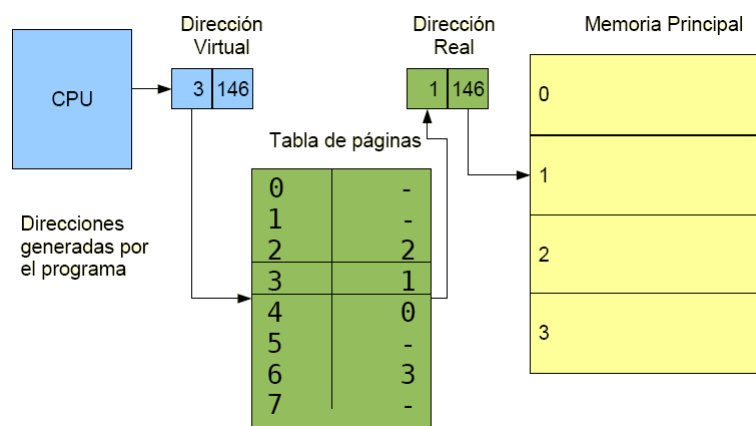 Dirección
Virtual
Dirección
Real
Memoria Principal
CPU
3 146
1 146
0
1
2
3
Tabla de páginas
0 -
1 -
2 2
3 1
4 0
5 -
6 3
7 -
Direcciones
generadas por
el programa